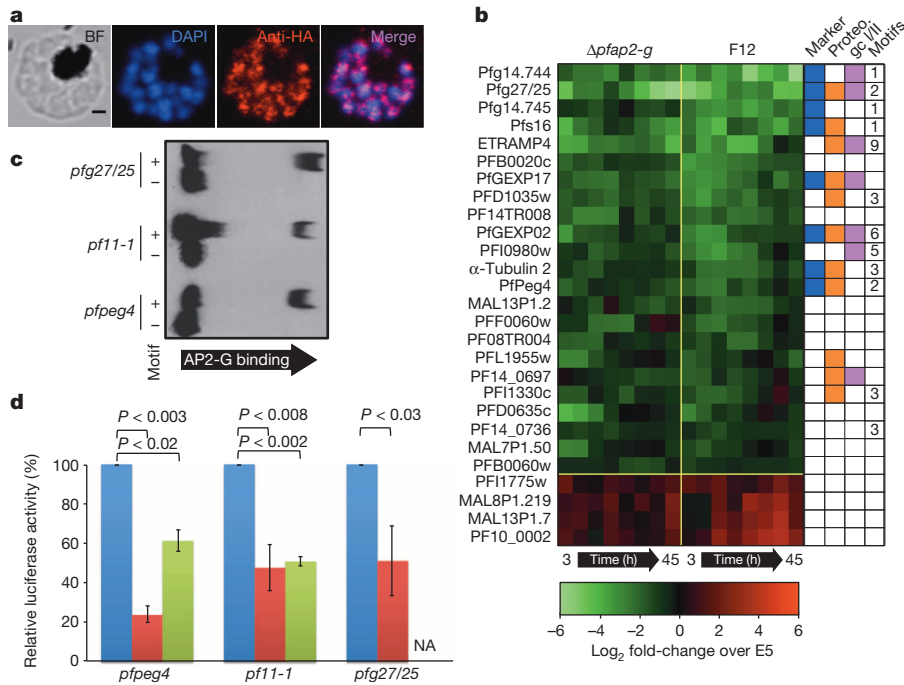 a
BF
DAPI
Anti-HA
Merge
b
Δpfap2-g
F12
Marker
Proteo.
gc I/II
Motifs
Pfg14.744 1
Pfg27/25 2
Pfg14.745 1
Pfs16 1
ETRAMP4 9
PFB0020c
PfGEXP17
PFD1035w 3
PF14TR008
PfGEXP02 6
PFI0980w 5
α-Tubulin 2 3
PfPeg4 2
MAL13P1.2
PFF0060w
PF08TR004
PFL1955w
PF14_0697
PFI1330c 3
PFD0635c
PF14_0736 3
MAL7P1.50
PFB0060w
PFI1775w
MAL8P1.219
MAL13P1.7
PF10_0002
3 Time (h) 45 3 Time (h) 45
−6 −4 −2 0 2 4 6
Log2 fold-change over E5
c
pfg27/25 + −
pf11-1 + −
pfpeg4 + −
Motif
AP2-G binding
d
P < 0.003
P < 0.02
P < 0.008
P < 0.002
P < 0.03
Relative luciferase activity (%)
100
80
60
40
20
0
NA
pfpeg4 pf11-1 pfg27/25